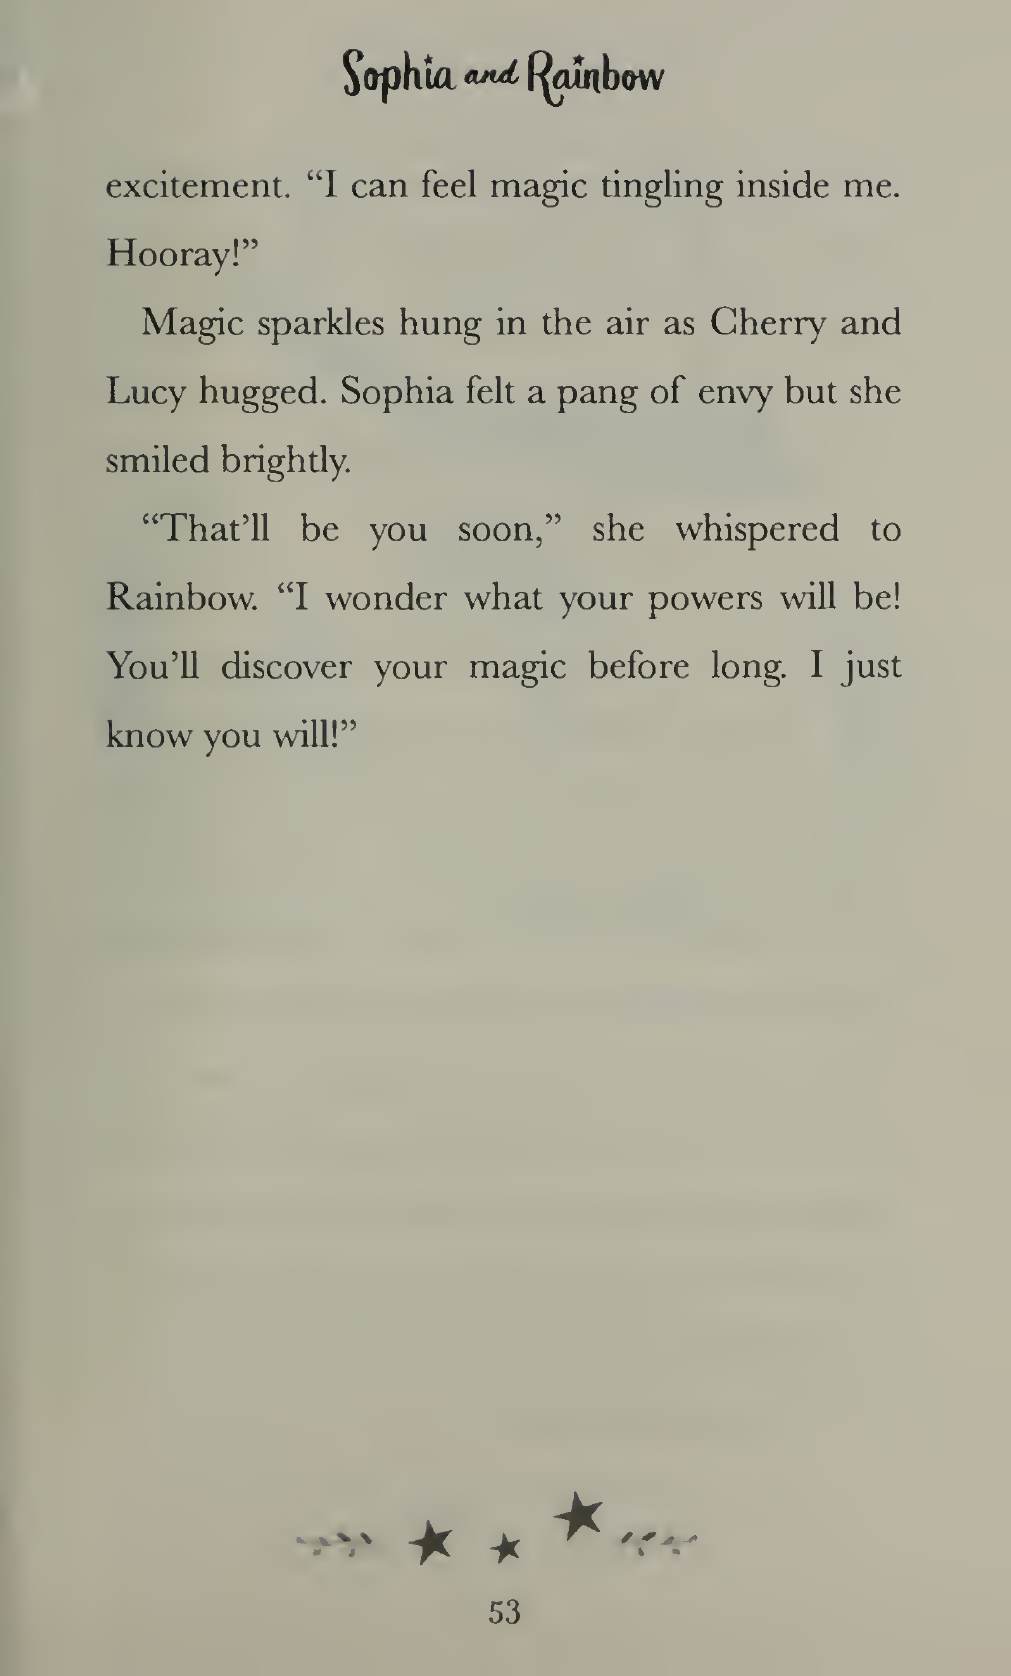 Sophia and Rainbow
excitement. “I can feel magic tingling inside me.
Hooray!”
Magic sparkles hung in the air as Cherry and
Lucy hugged. Sophia felt a pang of envy but she
smiled brightly.
“That’ll be you soon,” she whispered to
Rainbow. “I wonder what your powers will be!
You’ll discover your magic before long. I just
know you will!”
53